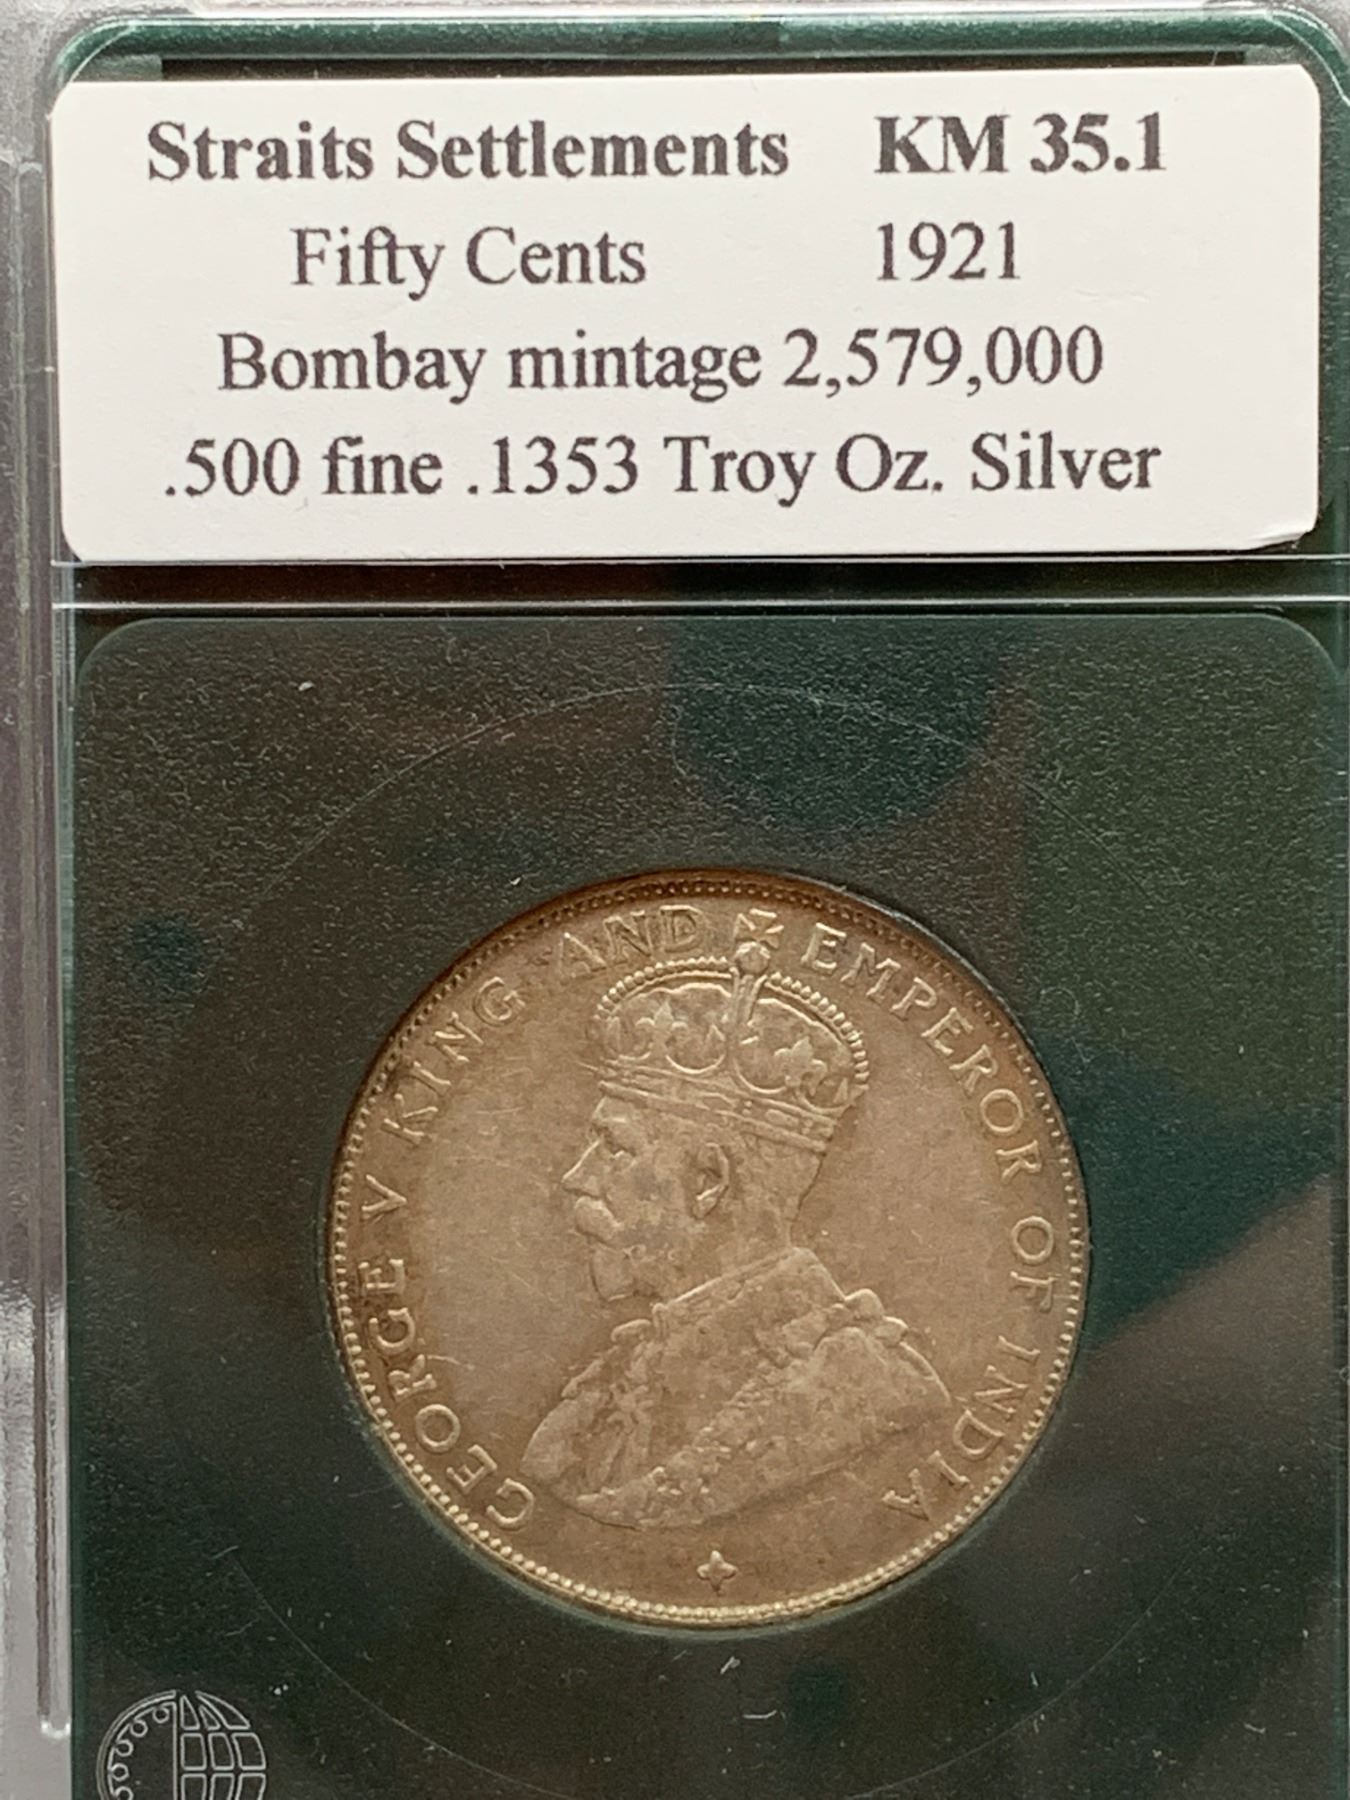 Straits Settlements KM 35.1
Fifty Cents 1921
Bombay mintage 2,579,000
.500 fine .1353 Troy Oz. Silver
GEORGE V KING AND EMPEROR OF INDIA